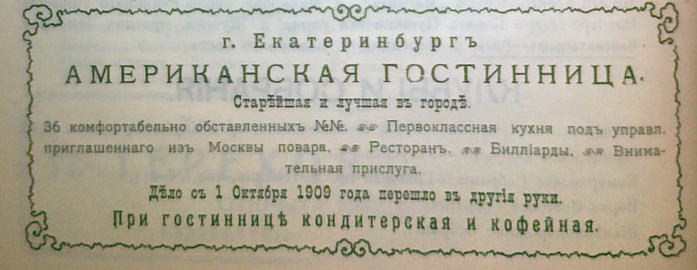 г. Екатеринбургъ
АМЕРИКАНСКАЯ ГОСТИННИЦА.
Старѣйшая и лучшая въ городѣ.
36 комфортабельно обставленныхъ №№. Первоклассная кухня подъ управл.
приглашеннаго изъ Москвы повара. Ресторанъ. Билліарды. Внима-
тельная прислуга.
Дѣло съ 1 Октября 1909 года перешло въ другія руки.
При гостинницѣ кондитерская и кофейная.